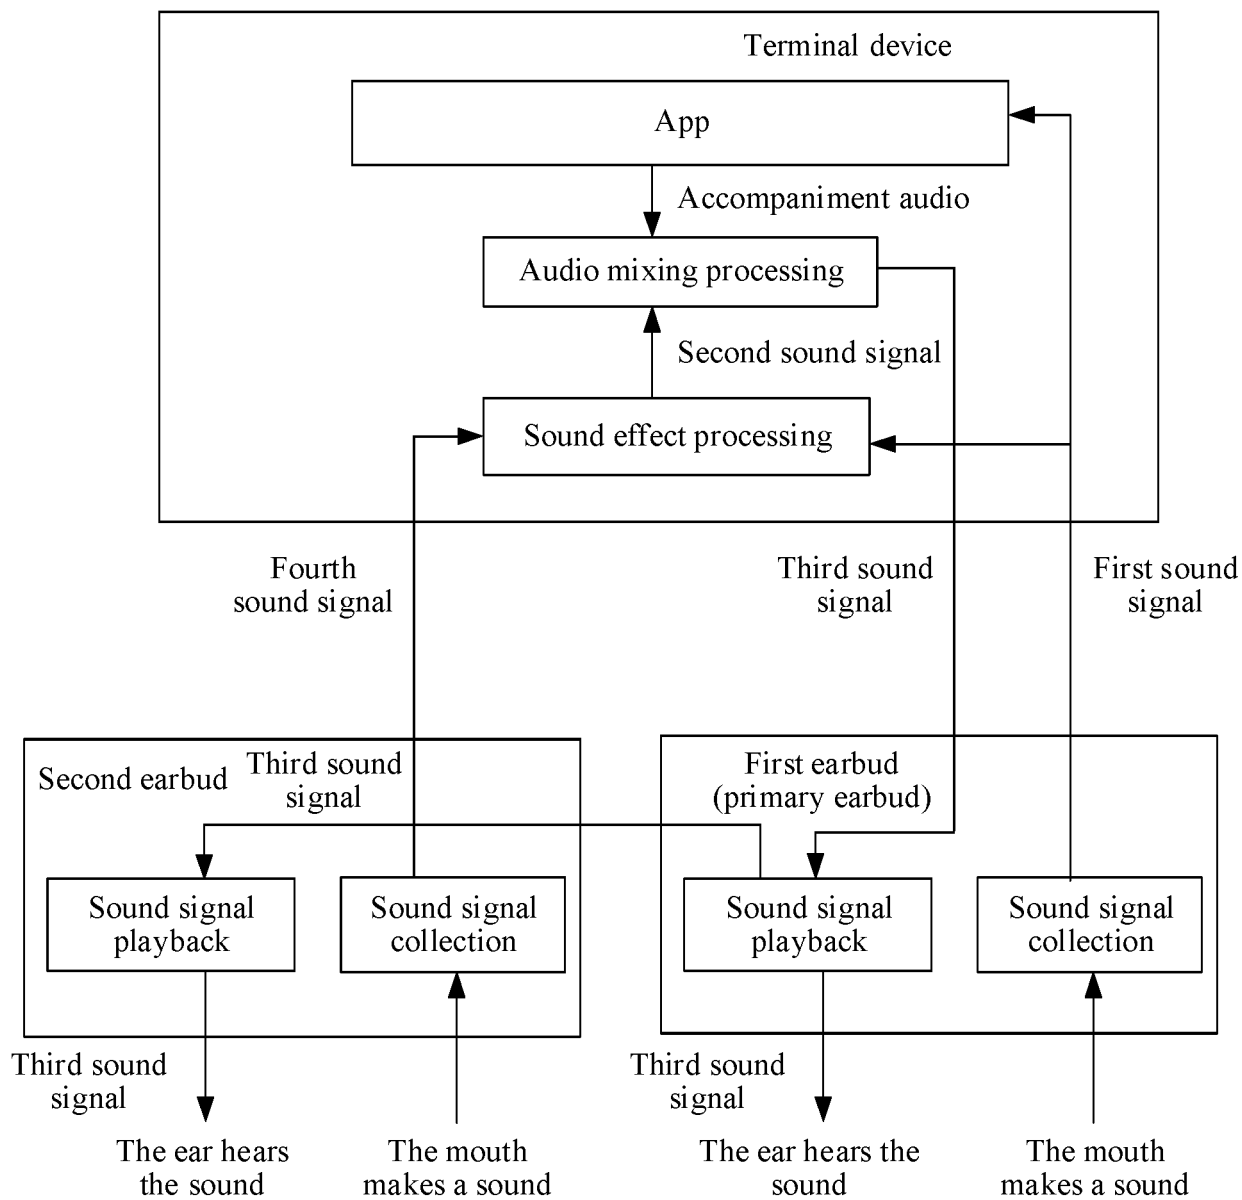 Terminal device
App
Accompaniment audio
Audio mixing processing
Second sound signal
Sound effect processing
Fourth
sound signal
Third sound
signal
First sound
signal
Second earbud
Third sound
signal
First earbud
(primary earbud)
Sound signal
playback
Sound signal
collection
Sound signal
playback
Sound signal
collection
Third sound
signal
Third sound
signal
The ear hears
the sound
The mouth
makes a sound
The ear hears the
sound
The mouth
makes a sound